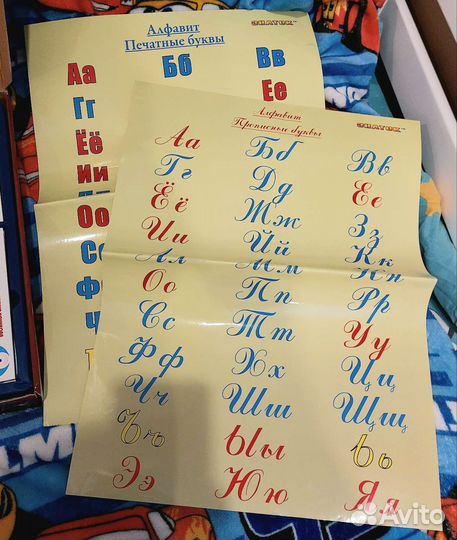 Алфавит
Печатные буквы
ЗНАТОК™
Аа Бб Вв
Гг Ее
Ёё
Ии
Оо
Алфавит
Прописные буквы
ЗНАТОК™
Аа Бб Вв
Гг Дд Ее
Ёё Жж Зз
Ии Йй Кк
Лл Мм Нн
Оо Пп Рр
Сс Тт Уу
Фф Хх Цц
Чч Шш Щщ
Ъъ Ыы Ьь
Ээ Юю Яя
Avito